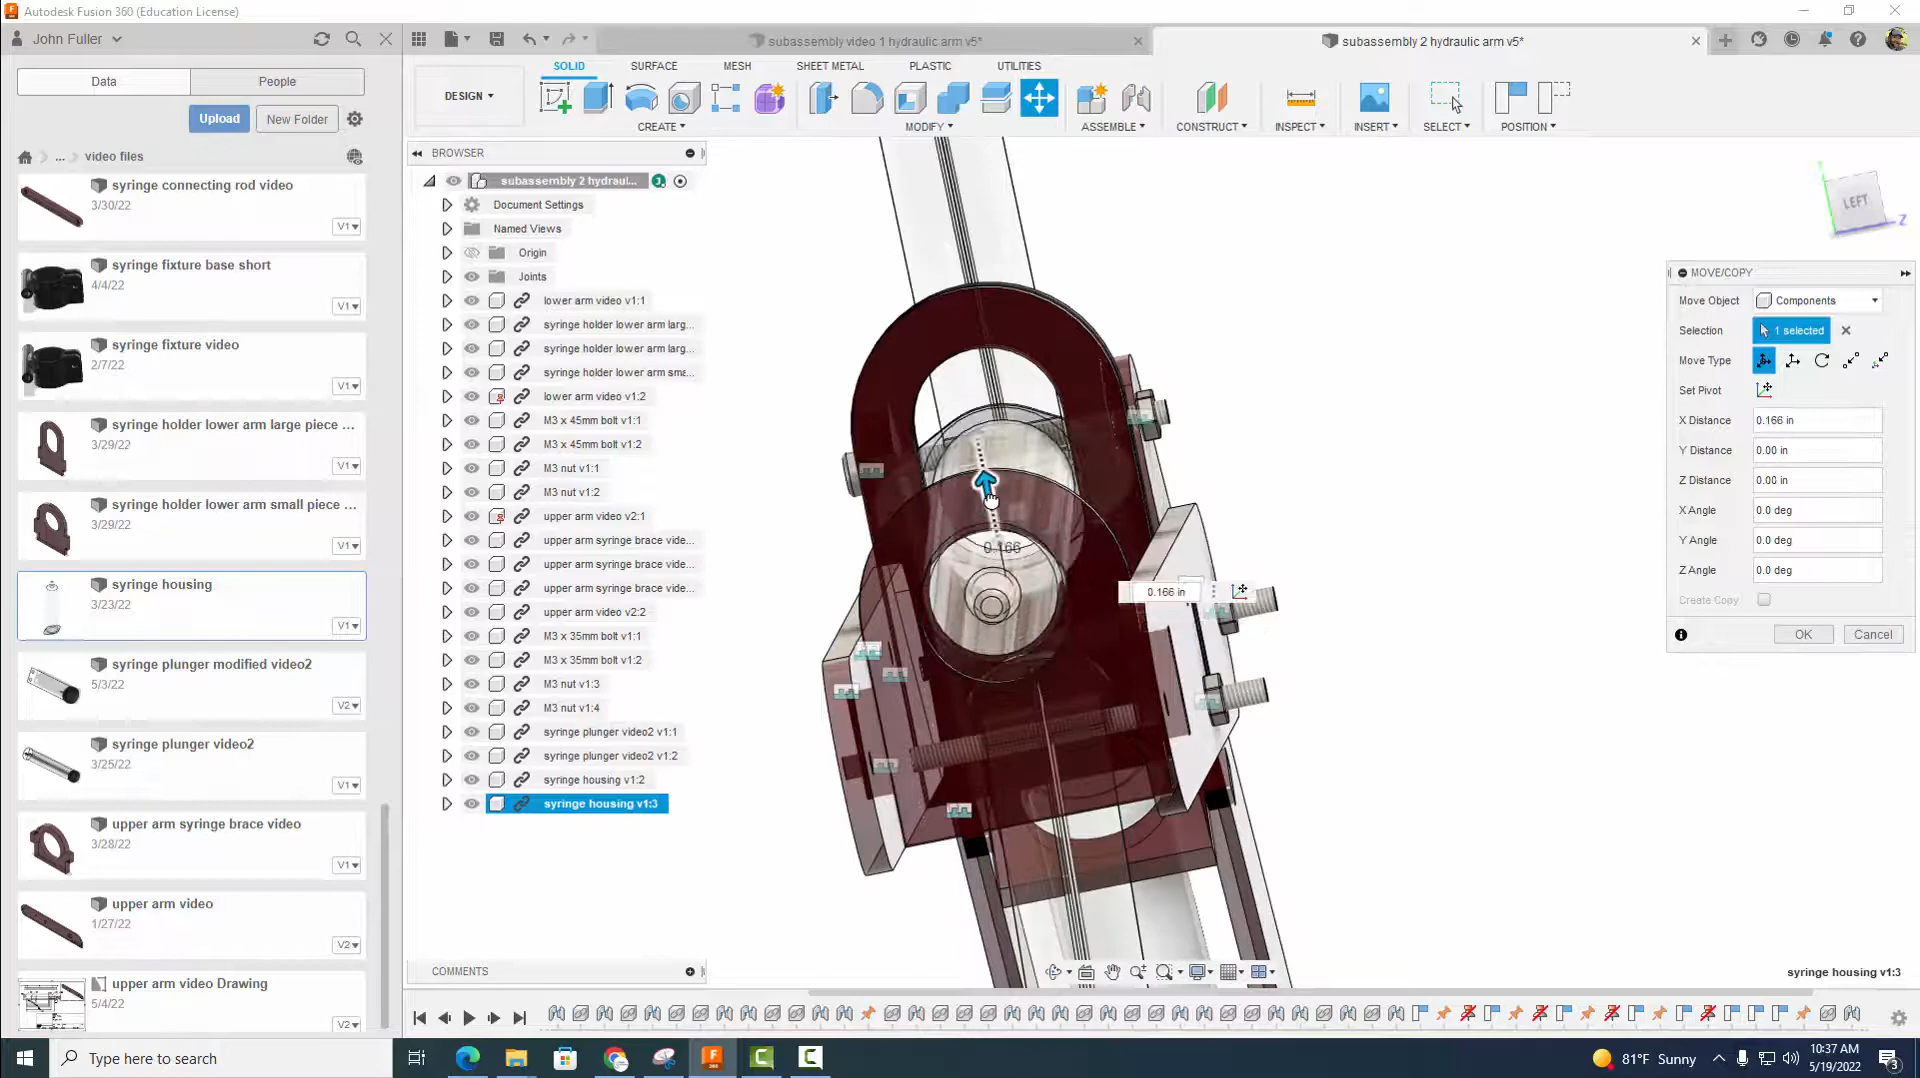 Autodesk Fusion 360 (Education License)
John Fuller
subassembly video 1 hydraulic arm v5*
subassembly 2 hydraulic arm v5*
Data
People
Upload
New Folder
... video files
syringe connecting rod video
3/30/22
V1
syringe fixture base short
4/4/22
V1
syringe fixture video
2/7/22
V1
syringe holder lower arm large piece ...
3/29/22
V1
syringe holder lower arm small piece ...
3/29/22
V1
syringe housing
3/23/22
V1
syringe plunger modified video2
5/3/22
V2
syringe plunger video2
3/25/22
V1
upper arm syringe brace video
3/28/22
V1
upper arm video
1/27/22
V2
upper arm video Drawing
5/4/22
V2
DESIGN
SOLID
SURFACE
MESH
SHEET METAL
PLASTIC
UTILITIES
CREATE
MODIFY
ASSEMBLE
CONSTRUCT
INSPECT
INSERT
SELECT
POSITION
BROWSER
subassembly 2 hydraul...
Document Settings
Named Views
Origin
Joints
lower arm video v1:1
syringe holder lower arm larg...
syringe holder lower arm larg...
syringe holder lower arm sma...
lower arm video v1:2
M3 x 45mm bolt v1:1
M3 x 45mm bolt v1:2
M3 nut v1:1
M3 nut v1:2
upper arm video v2:1
upper arm syringe brace vide...
upper arm syringe brace vide...
upper arm syringe brace vide...
upper arm video v2:2
M3 x 35mm bolt v1:1
M3 x 35mm bolt v1:2
M3 nut v1:3
M3 nut v1:4
syringe plunger video2 v1:1
syringe plunger video2 v1:2
syringe housing v1:2
syringe housing v1:3
COMMENTS
0.166
0.166 in
LEFT
Z
MOVE/COPY
Move Object Components
Selection 1 selected
Move Type
Set Pivot
X Distance 0.166 in
Y Distance 0.00 in
Z Distance 0.00 in
X Angle 0.0 deg
Y Angle 0.0 deg
Z Angle 0.0 deg
Create Copy
OK Cancel
syringe housing v1:3
Type here to search
81°F Sunny
10:37 AM
5/19/2022
3